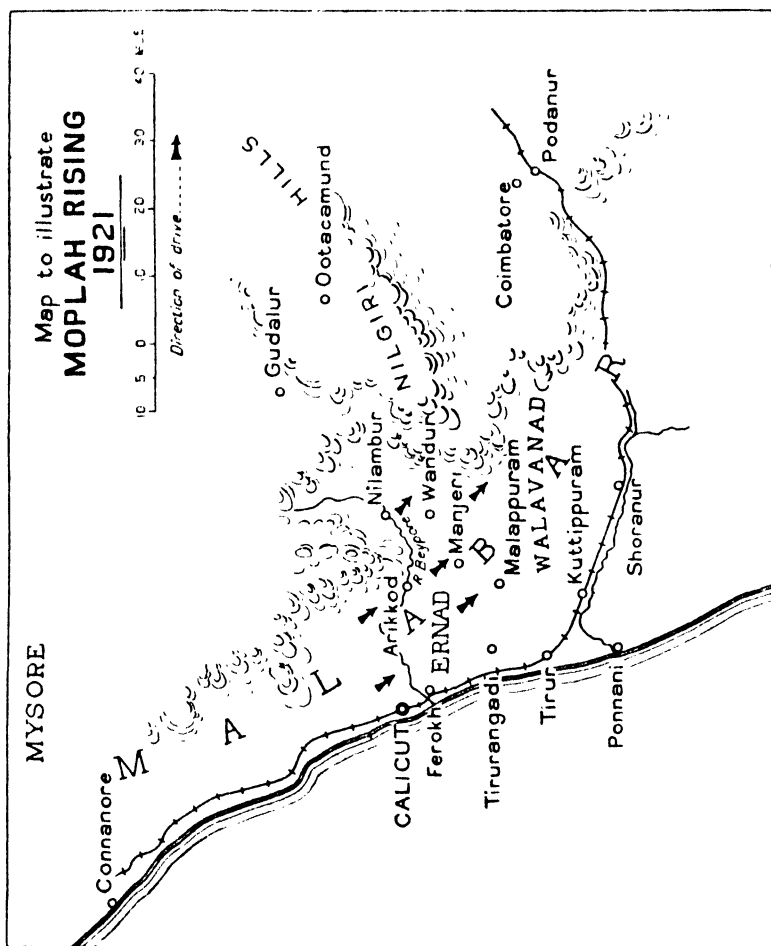 Map to illustrate
MOPLAH RISING
1921
10 5 0 10 20 30 40
Direction of drive
MYSORE
Connanore
MALABAR
Gudalur
Ootacamund
NILGIRI HILLS
Nilambur
Wandur
Arikkod
R Beypore
Manjeri
CALICUT
Ferokh
ERNAD
Malappuram
WALAVANAD
Coimbatore
Podanur
Tirurangadi
Tirur
Kuttippuram
Ponnani
Shoranur